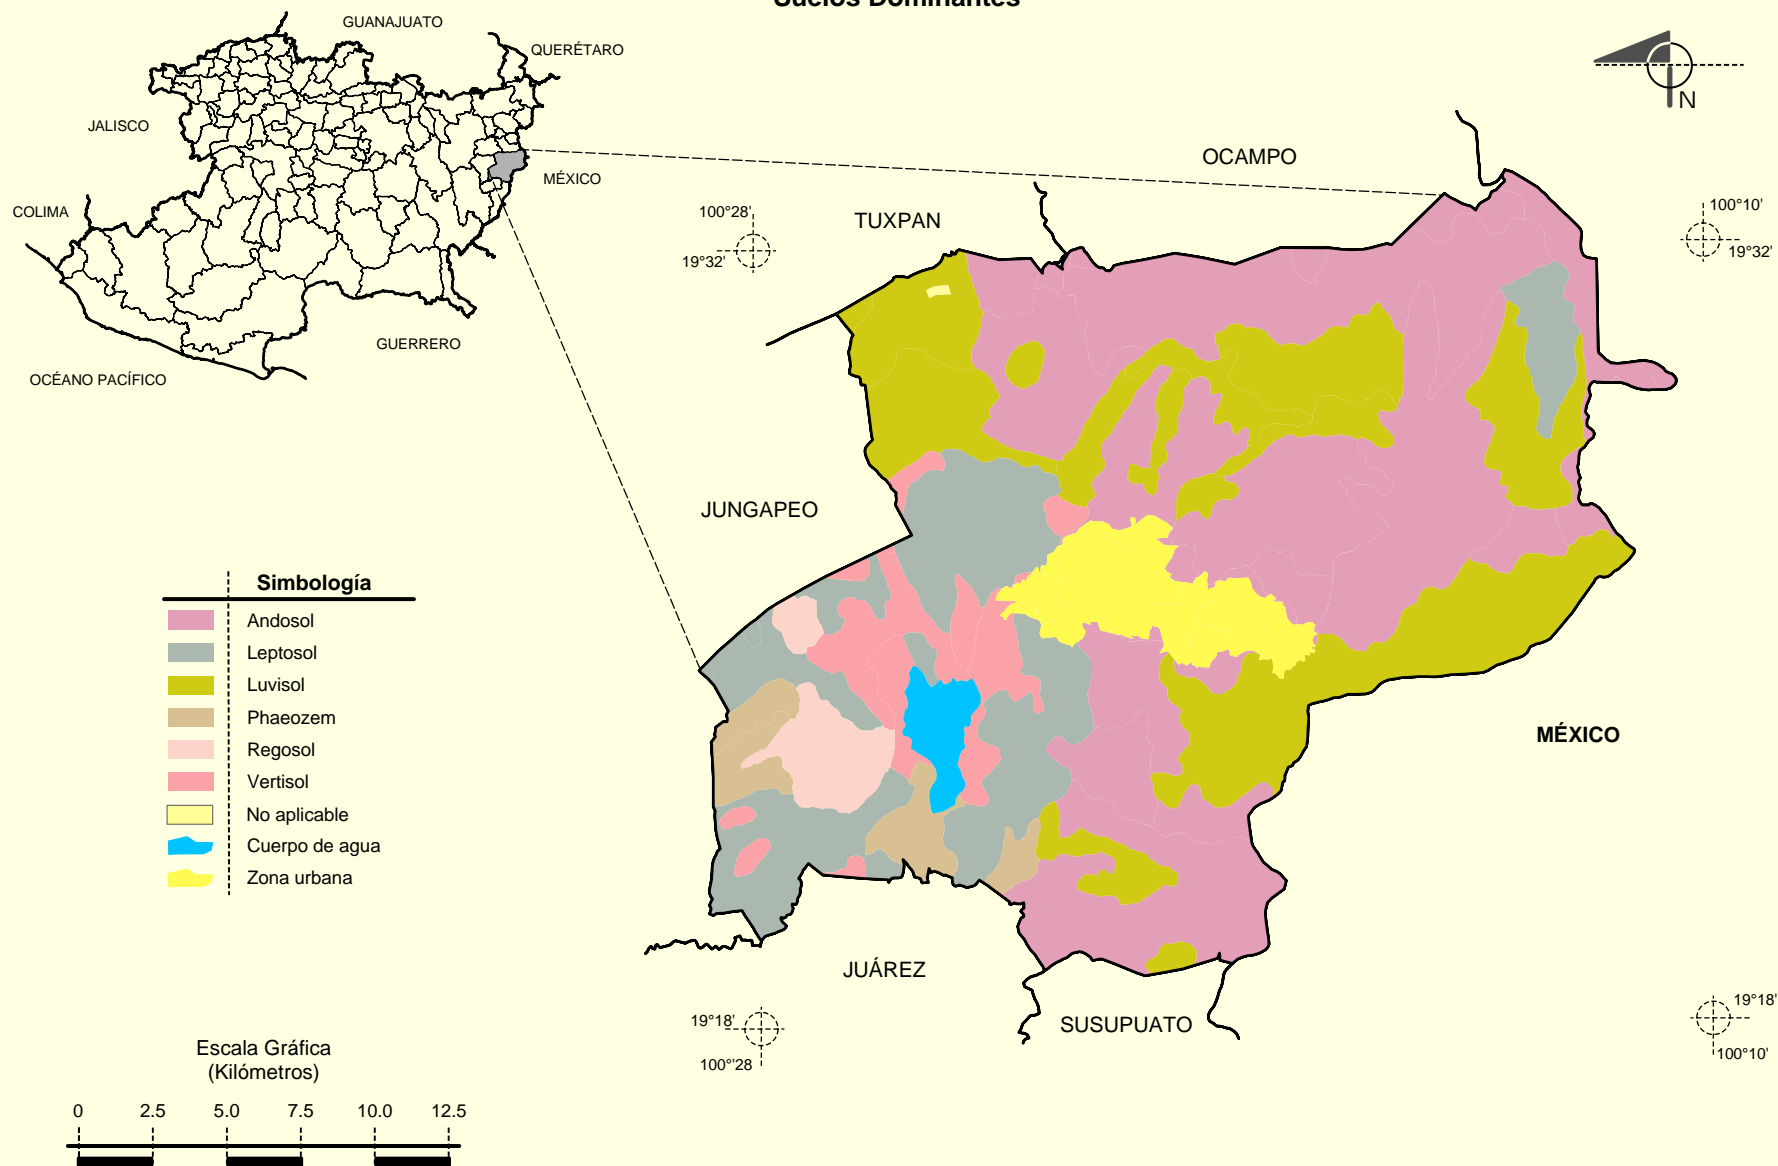 Suelos Dominantes
GUANAJUATO
QUERÉTARO
JALISCO
MÉXICO
COLIMA
GUERRERO
OCÉANO PACÍFICO
N
OCAMPO
TUXPAN
100°28'
19°32'
100°10'
19°32'
JUNGAPEO
MÉXICO
Simbología
Andosol
Leptosol
Luvisol
Phaeozem
Regosol
Vertisol
No aplicable
Cuerpo de agua
Zona urbana
JUÁREZ
SUSUPUATO
19°18'
100°'28
19°18'
100°10'
Escala Gráfica
(Kilómetros)
0 2.5 5.0 7.5 10.0 12.5